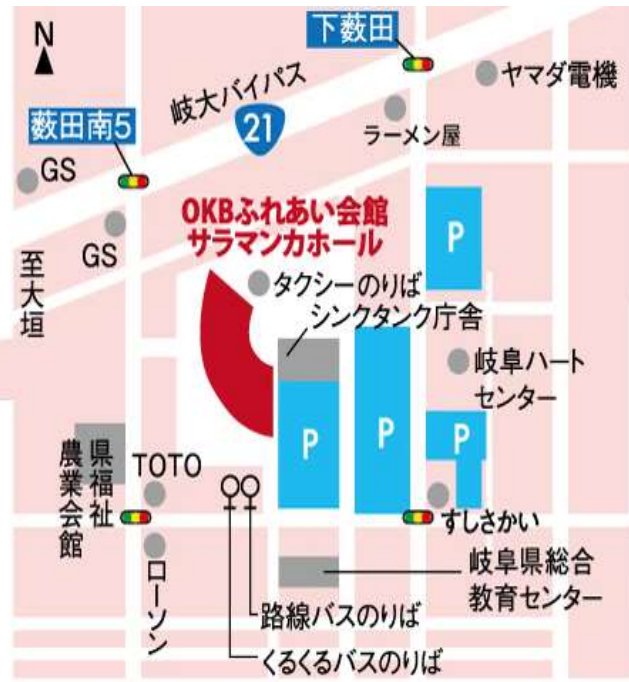 N
下薮田
ヤマダ電機
岐大バイパス
21
ラーメン屋
薮田南5
GS
GS
至大垣
OKBふれあい会館
サラマンカホール
P
タクシーのりば
シンクタンク庁舎
岐阜ハート
センター
P
P
P
県福祉
農業会館
TOTO
すしさかい
ローソン
岐阜県総合
教育センター
路線バスのりば
くるくるバスのりば